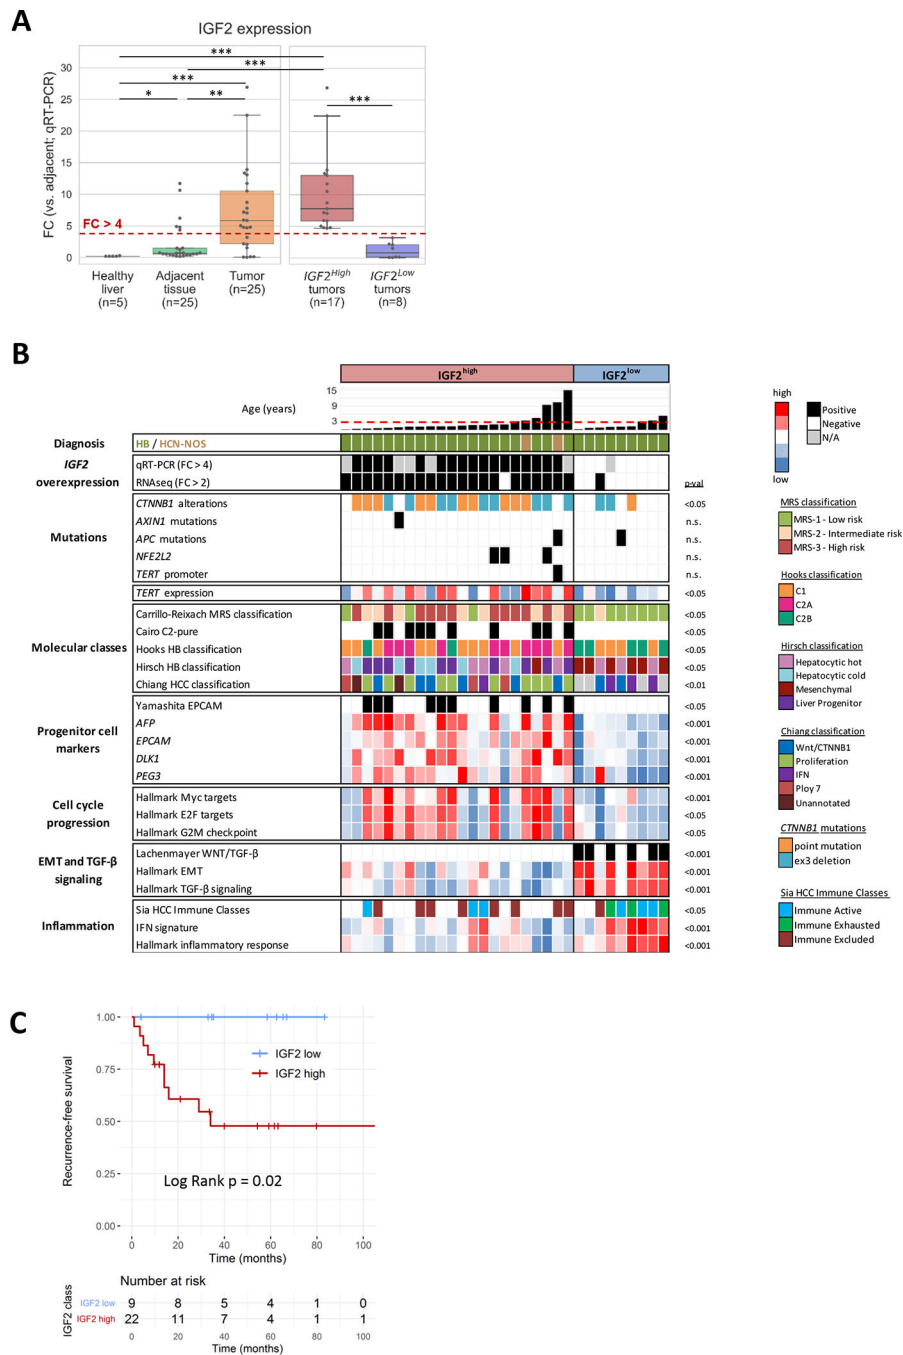 A
IGF2 expression
FC (vs. adjacent; qRT-PCR)
30
25
20
15
10
5
0
***
***
***
*
**
***
FC > 4
Healthy liver (n=5)
Adjacent tissue (n=25)
Tumor (n=25)
IGF2High tumors (n=17)
IGF2Low tumors (n=8)
B
IGF2high
IGF2low
Age (years)
15
9
3
high
low
Positive
Negative
N/A
Diagnosis
HB / HCN-NOS
IGF2 overexpression
qRT-PCR (FC > 4)
RNAseq (FC > 2)
p-val
Mutations
CTNNB1 alterations <0.05
AXIN1 mutations n.s.
APC mutations n.s.
NFE2L2 n.s.
TERT promoter n.s.
TERT expression <0.05
Molecular classes
Carrillo-Reixach MRS classification <0.05
Cairo C2-pure <0.05
Hooks HB classification <0.05
Hirsch HB classification <0.05
Chiang HCC classification <0.01
Progenitor cell markers
Yamashita EPCAM <0.05
AFP <0.001
EPCAM <0.001
DLK1 <0.001
PEG3 <0.001
Cell cycle progression
Hallmark Myc targets <0.001
Hallmark E2F targets <0.05
Hallmark G2M checkpoint <0.05
EMT and TGF-β signaling
Lachenmayer WNT/TGF-β <0.001
Hallmark EMT <0.001
Hallmark TGF-β signaling <0.001
Inflammation
Sia HCC Immune Classes <0.05
IFN signature <0.001
Hallmark inflammatory response <0.001
MRS classification
MRS-1 - Low risk
MRS-2 - Intermediate risk
MRS-3 - High risk
Hooks classification
C1
C2A
C2B
Hirsch classification
Hepatocytic hot
Hepatocytic cold
Mesenchymal
Liver Progenitor
Chiang classification
Wnt/CTNNB1
Proliferation
IFN
Ploy 7
Unannotated
CTNNB1 mutations
point mutation
ex3 deletion
Sia HCC Immune Classes
Immune Active
Immune Exhausted
Immune Excluded
C
Recurrence-free survival
1.00
0.75
0.50
0.25
0.00
IGF2 low
IGF2 high
Log Rank p = 0.02
0 20 40 60 80 100
Time (months)
Number at risk
IGF2 class
IGF2 low 9 8 5 4 1 0
IGF2 high 22 11 7 4 1 1
0 20 40 60 80 100
Time (months)